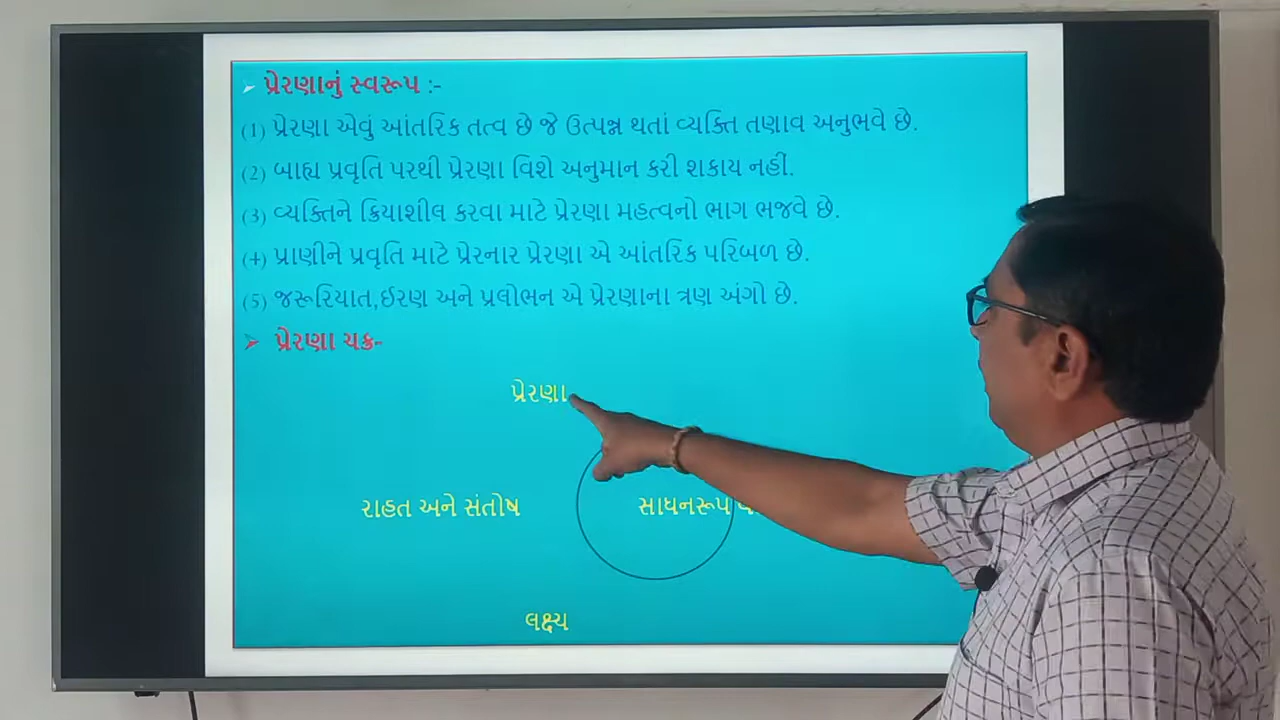 પ્રેરણાનું સ્વરૂપ :-
(1) પ્રેરણા એવું આંતરિક તત્વ છે જે ઉત્પન્ન થતાં વ્યક્તિ તણાવ અનુભવે છે.
(2) બાહ્ય પ્રવૃતિ પરથી પ્રેરણા વિશે અનુમાન કરી શકાય નહીં.
(3) વ્યક્તિને ક્રિયાશીલ કરવા માટે પ્રેરણા મહત્વનો ભાગ ભજવે છે.
(4) પ્રાણીને પ્રવૃતિ માટે પ્રેરનાર પ્રેરણા એ આંતરિક પરિબળ છે.
(5) જરૂરિયાત,ઈરણ અને પ્રલોભન એ પ્રેરણાના ત્રણ અંગો છે.
પ્રેરણા ચક્ર-
પ્રેરણા
રાહત અને સંતોષ સાધનરૂપ
લક્ષ્ય